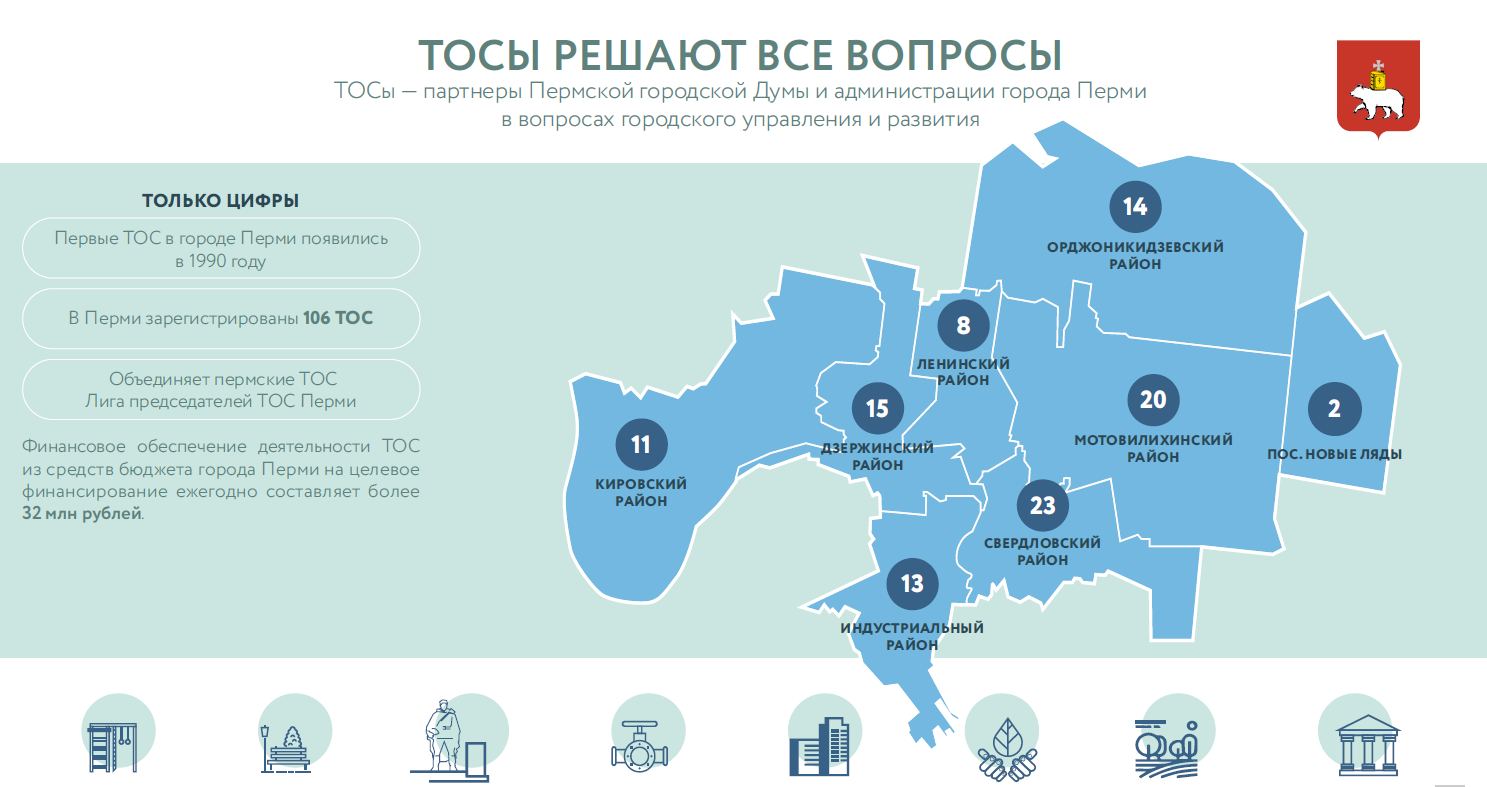 ТОСЫ РЕШАЮТ ВСЕ ВОПРОСЫ
ТОСы — партнеры Пермской городской Думы и администрации города Перми
в вопросах городского управления и развития
ТОЛЬКО ЦИФРЫ
Первые ТОС в городе Перми появились
в 1990 году
В Перми зарегистрированы 106 ТОС
Объединяет пермские ТОС
Лига председателей ТОС Перми
Финансовое обеспечение деятельности ТОС
из средств бюджета города Перми на целевое
финансирование ежегодно составляет более
32 млн рублей.
14
ОРДЖОНИКИДЗЕВСКИЙ
РАЙОН
8
ЛЕНИНСКИЙ
РАЙОН
15
ДЗЕРЖИНСКИЙ
РАЙОН
20
МОТОВИЛИХИНСКИЙ
РАЙОН
2
ПОС. НОВЫЕ ЛЯДЫ
11
КИРОВСКИЙ
РАЙОН
23
СВЕРДЛОВСКИЙ
РАЙОН
13
ИНДУСТРИАЛЬНЫЙ
РАЙОН